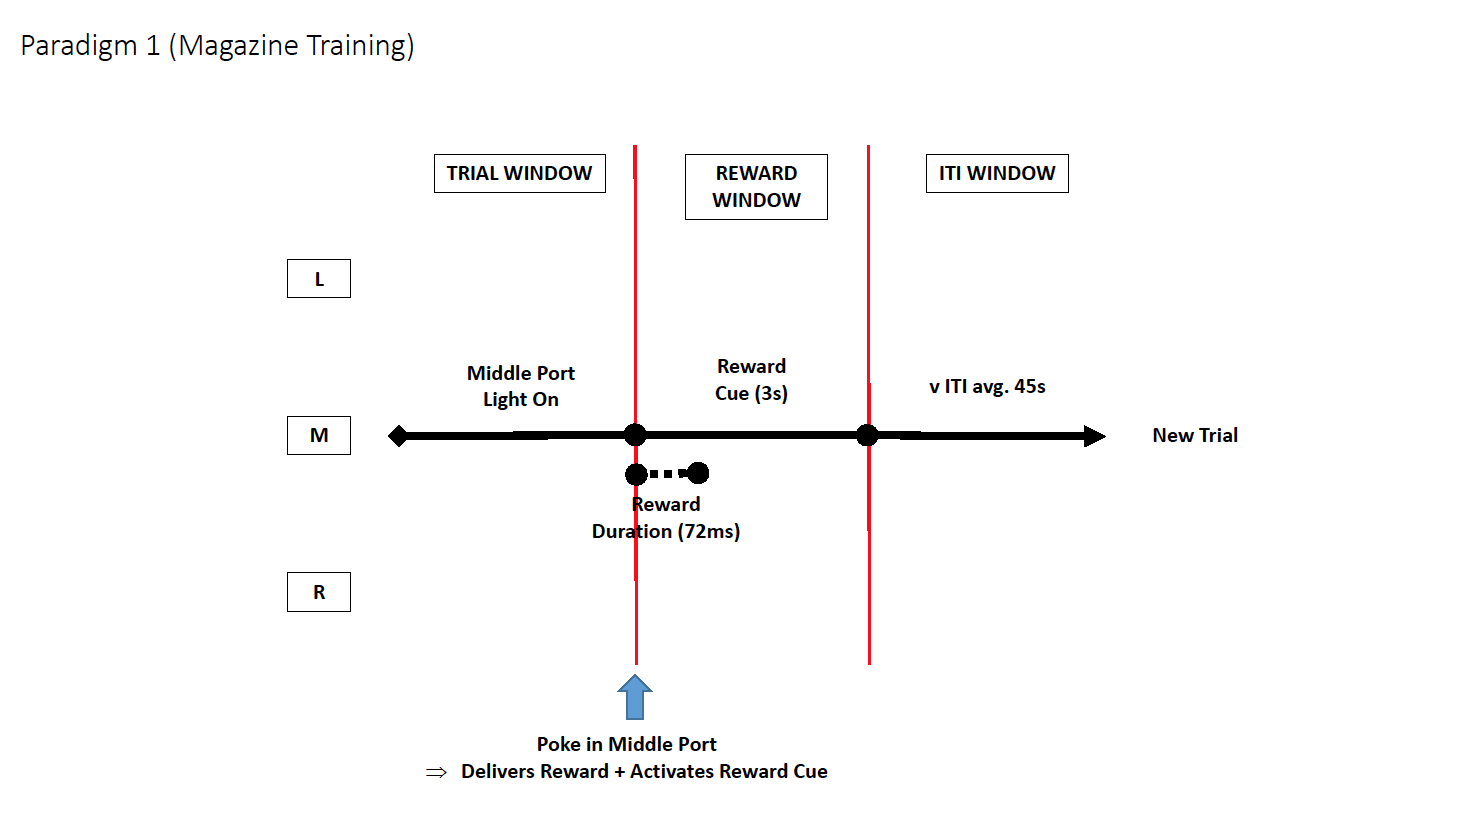 Paradigm 1 (Magazine Training)
TRIAL WINDOW
REWARD
WINDOW
ITI WINDOW
L
Middle Port
Light On
Reward
Cue (3s)
v ITI avg. 45s
M
New Trial
Reward
Duration (72ms)
R
Poke in Middle Port
⇒ Delivers Reward + Activates Reward Cue